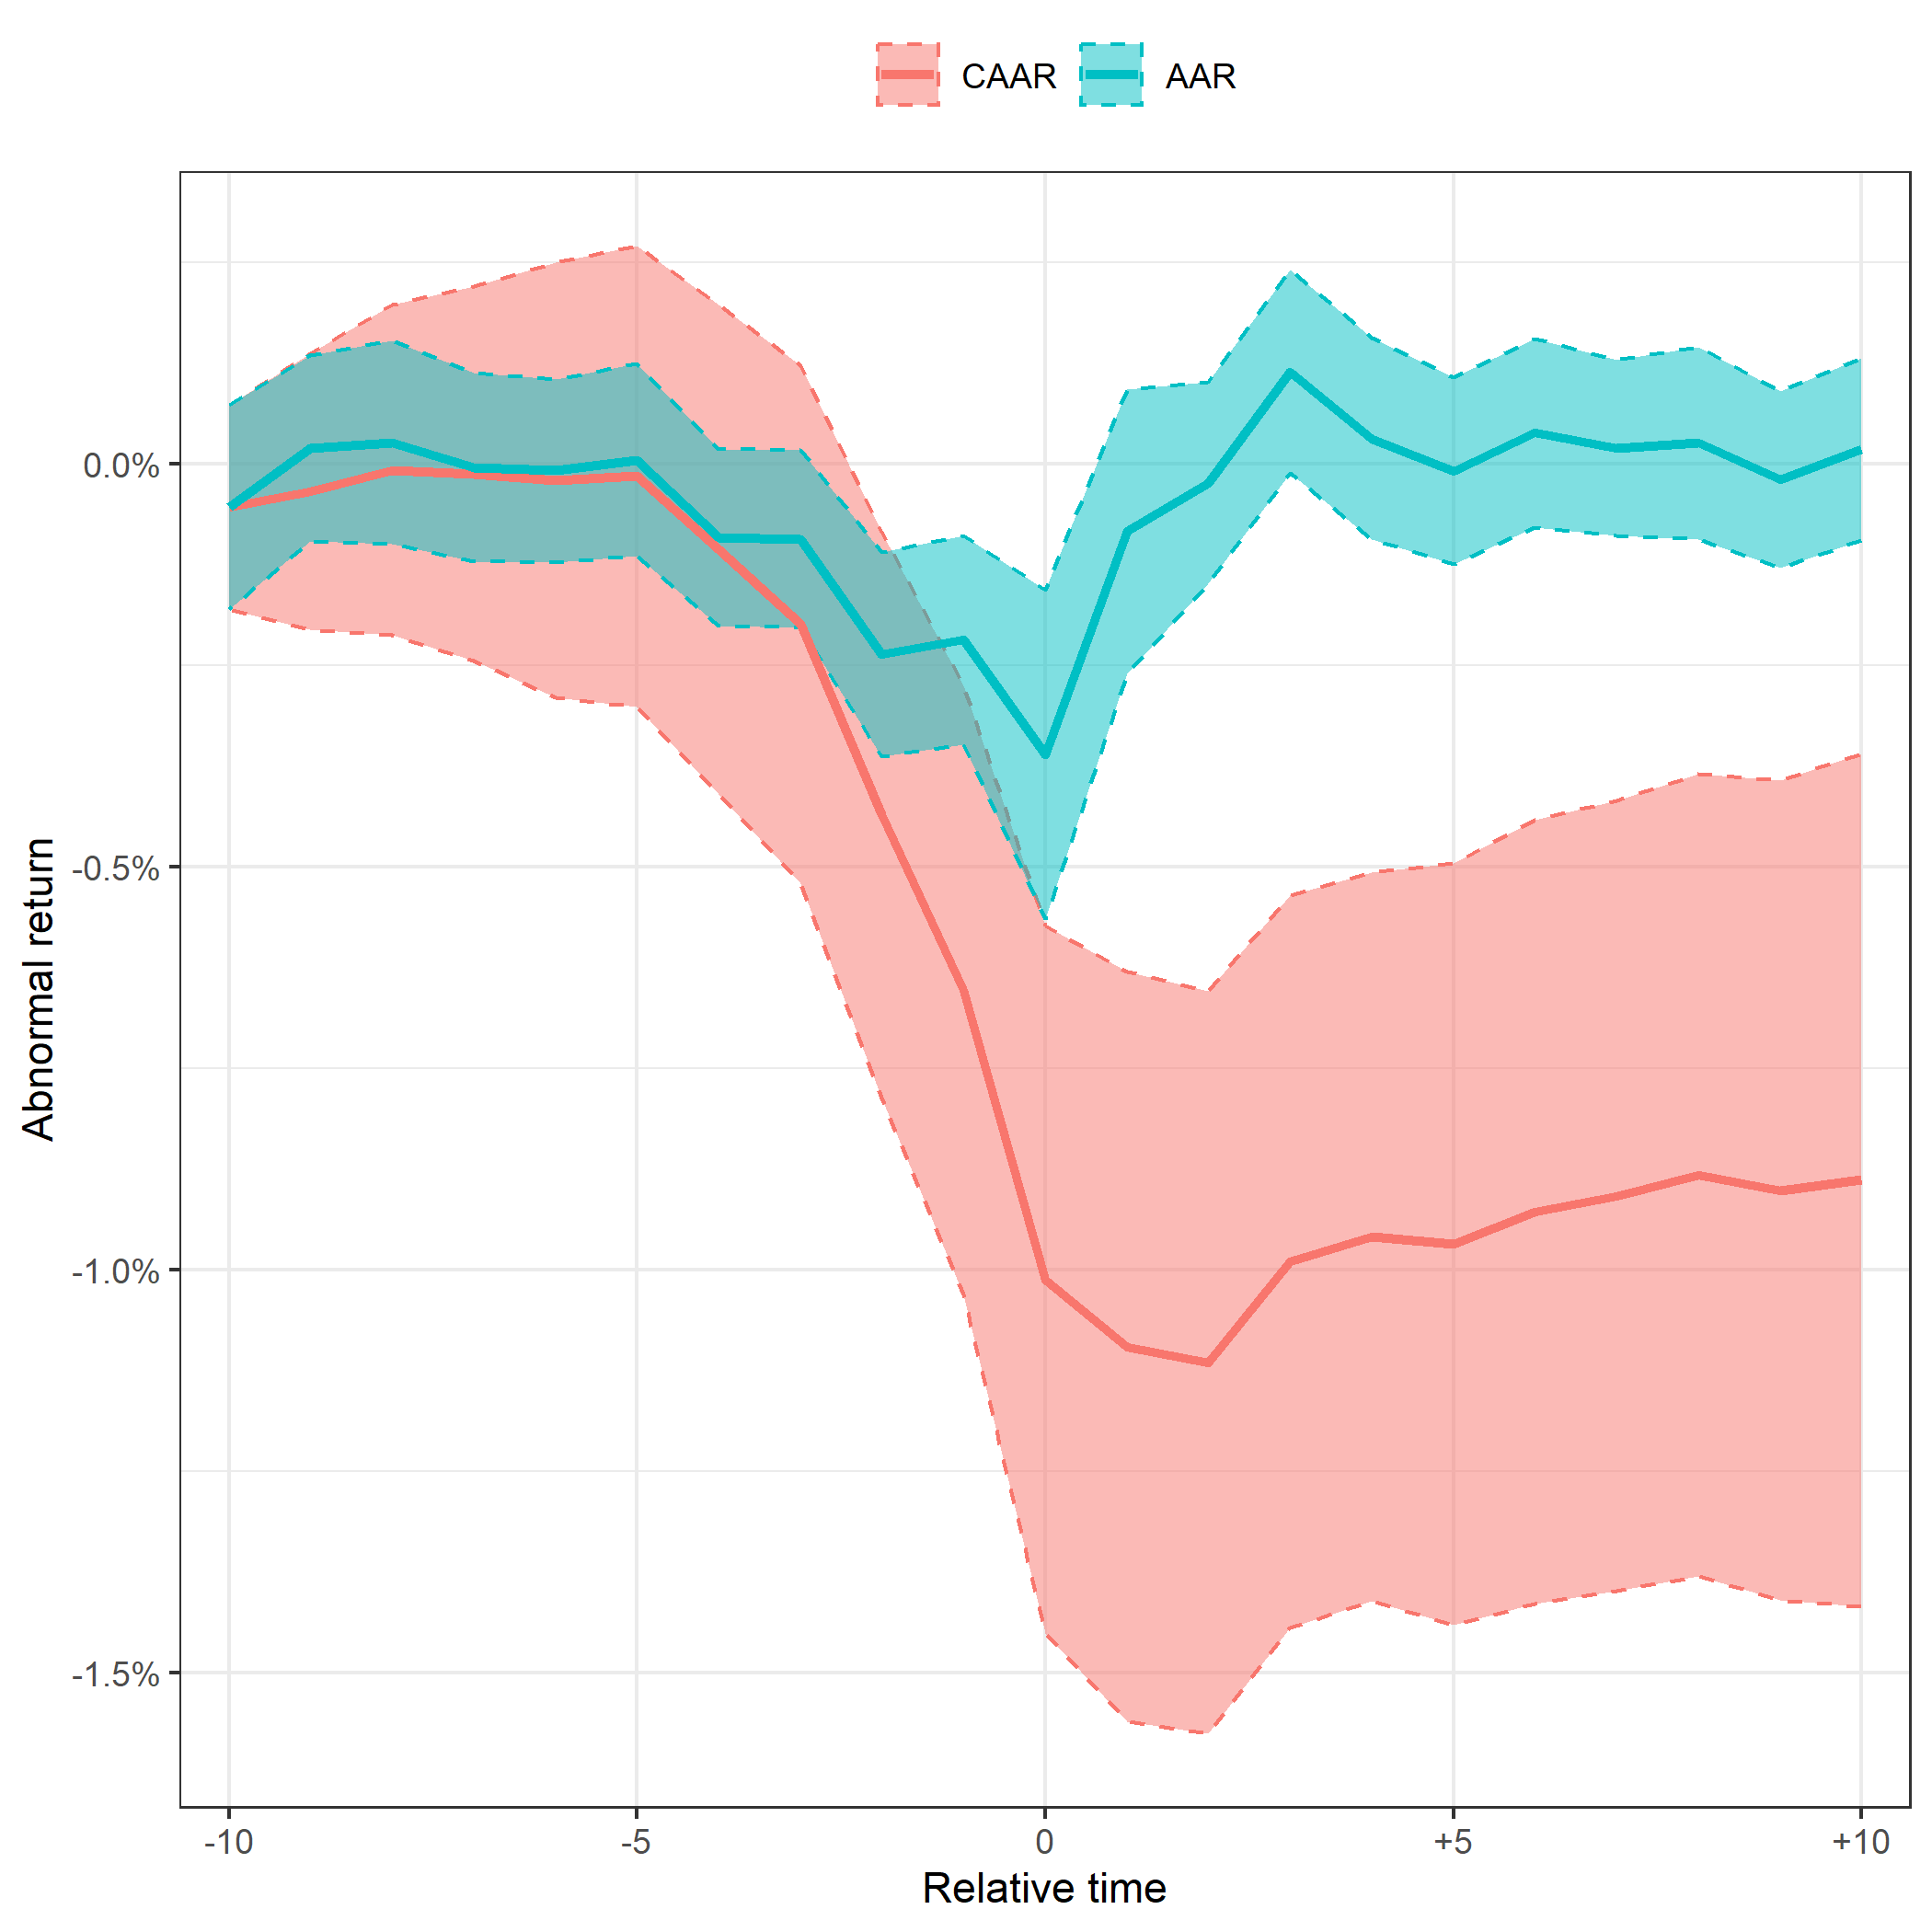 CAAR AAR
0.0%
-0.5%
-1.0%
-1.5%
Abnormal return
-10 -5 0 +5 +10
Relative time